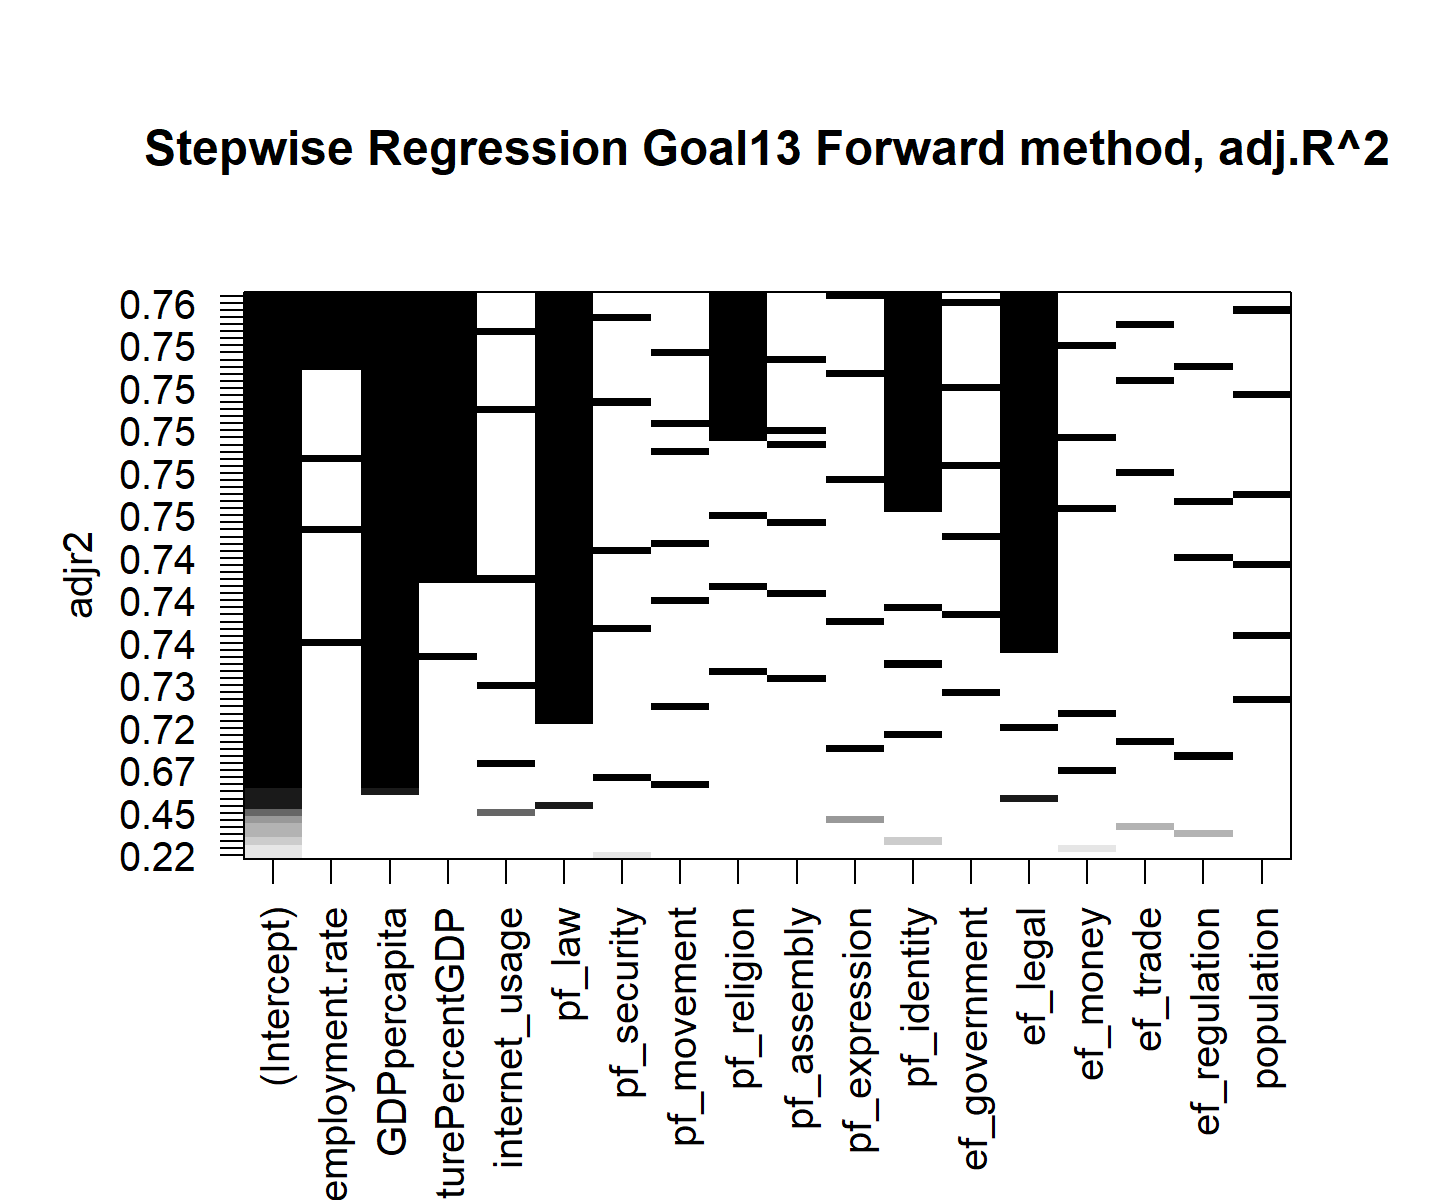 Stepwise Regression Goal13 Forward method, adj.R^2
adjr2
0.76
0.75
0.75
0.75
0.75
0.75
0.74
0.74
0.74
0.73
0.72
0.67
0.45
0.22
(Intercept)
employment.rate
GDPpercapita
turePercentGDP
internet_usage
pf_law
pf_security
pf_movement
pf_religion
pf_assembly
pf_expression
pf_identity
ef_government
ef_legal
ef_money
ef_trade
ef_regulation
population